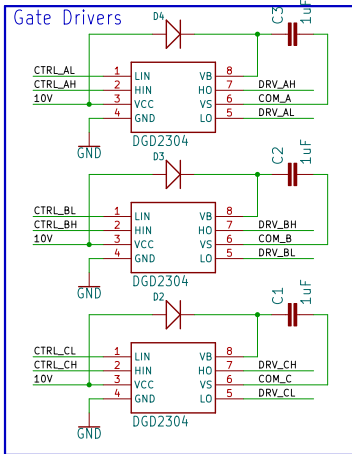 Gate Drivers
D4
C3
1uF
CTRL_AL 1 LIN VB 8
CTRL_AH 2 HIN HO 7 DRV_AH
10V 3 VCC VS 6 COM_A
4 GND LO 5 DRV_AL
DGD2304
GND
D3
C2
1uF
CTRL_BL 1 LIN VB 8
CTRL_BH 2 HIN HO 7 DRV_BH
10V 3 VCC VS 6 COM_B
4 GND LO 5 DRV_BL
DGD2304
GND
D2
C1
1uF
CTRL_CL 1 LIN VB 8
CTRL_CH 2 HIN HO 7 DRV_CH
10V 3 VCC VS 6 COM_C
4 GND LO 5 DRV_CL
DGD2304
GND